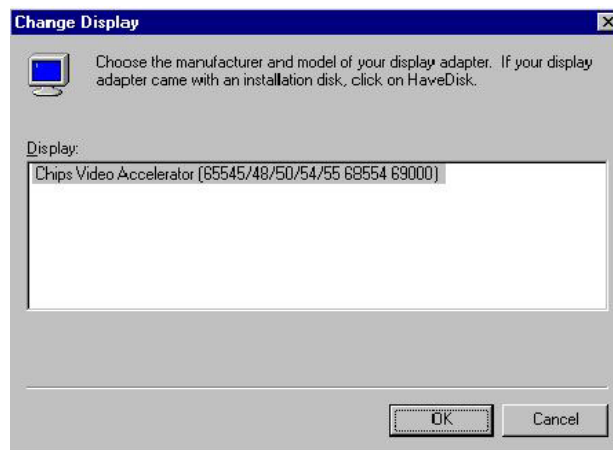 Change Display
Choose the manufacturer and model of your display adapter. If your display
adapter came with an installation disk, click on HaveDisk.
Display:
Chips Video Accelerator (65545/48/50/54/55 68554 69000)
OK
Cancel